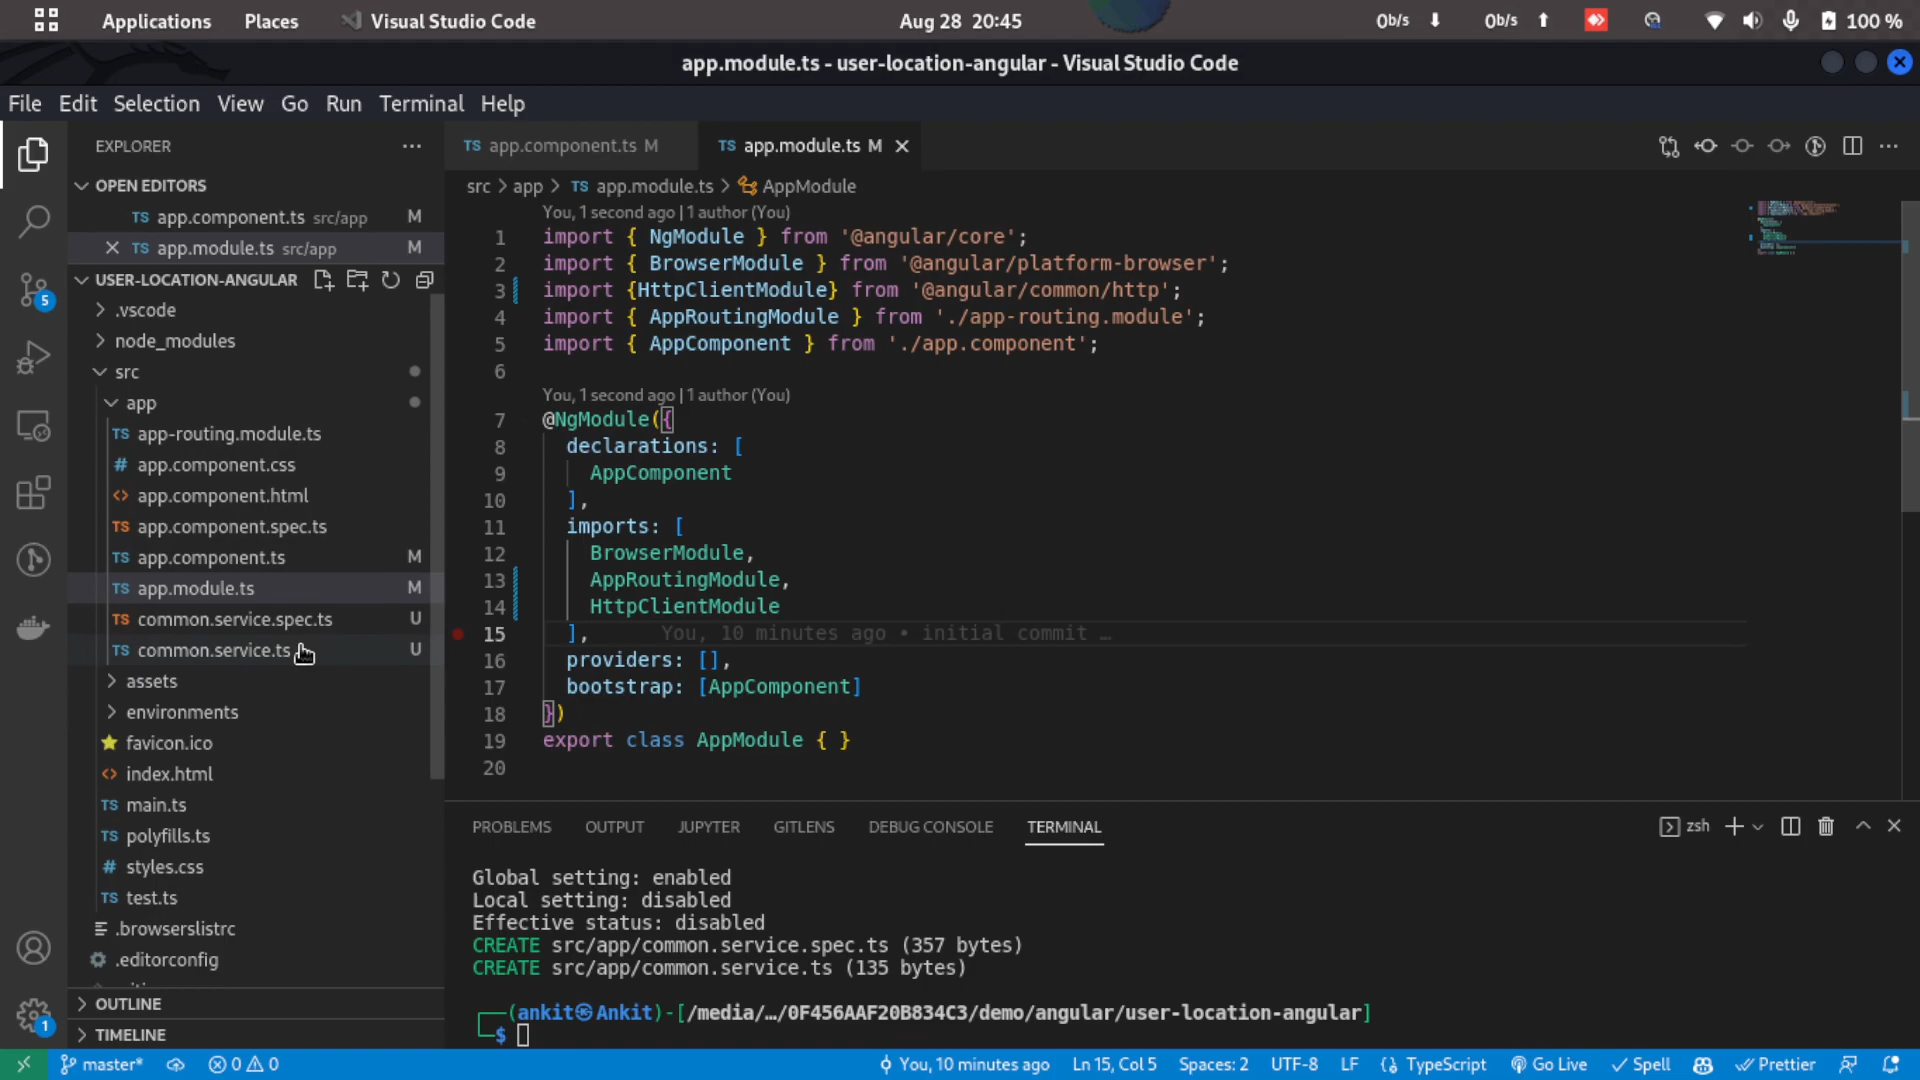 Applications Places Visual Studio Code Aug 28 20:45 0b/s 0b/s 100 %
app.module.ts - user-location-angular - Visual Studio Code
File Edit Selection View Go Run Terminal Help
EXPLORER
OPEN EDITORS
TS app.component.ts src/app M
TS app.module.ts src/app M
USER-LOCATION-ANGULAR
.vscode
node_modules
src
app
TS app-routing.module.ts
# app.component.css
<> app.component.html
TS app.component.spec.ts
TS app.component.ts M
TS app.module.ts M
TS common.service.spec.ts U
TS common.service.ts U
assets
environments
favicon.ico
<> index.html
TS main.ts
TS polyfills.ts
# styles.css
TS test.ts
.browserslistrc
.editorconfig
OUTLINE
TIMELINE
5
1
TS app.component.ts M TS app.module.ts M
src > app > TS app.module.ts > AppModule
You, 1 second ago | 1 author (You)
1 import { NgModule } from '@angular/core';
2 import { BrowserModule } from '@angular/platform-browser';
3 import {HttpClientModule} from '@angular/common/http';
4 import { AppRoutingModule } from './app-routing.module';
5 import { AppComponent } from './app.component';
6
You, 1 second ago | 1 author (You)
7 @NgModule({
8 declarations: [
9 AppComponent
10 ],
11 imports: [
12 BrowserModule,
13 AppRoutingModule,
14 HttpClientModule
15 ], You, 10 minutes ago • initial commit …
16 providers: [],
17 bootstrap: [AppComponent]
18 })
19 export class AppModule { }
20
PROBLEMS OUTPUT JUPYTER GITLENS DEBUG CONSOLE TERMINAL zsh
Global setting: enabled
Local setting: disabled
Effective status: disabled
CREATE src/app/common.service.spec.ts (357 bytes)
CREATE src/app/common.service.ts (135 bytes)
(ankit㉿Ankit)-[/media/…/0F456AAF20B834C3/demo/angular/user-location-angular]
$
master* 0 0 You, 10 minutes ago Ln 15, Col 5 Spaces: 2 UTF-8 LF TypeScript Go Live Spell Prettier